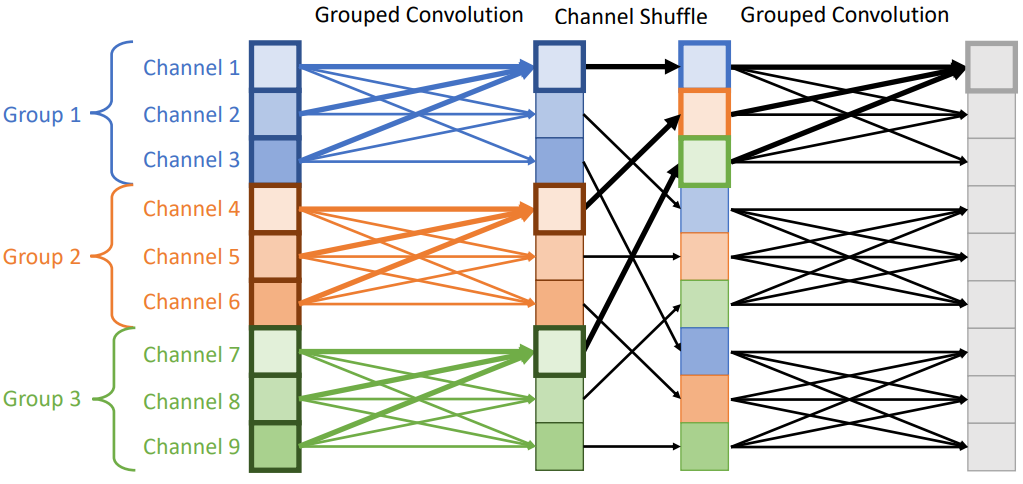 Grouped Convolution
Channel Shuffle
Grouped Convolution
Group 1
Channel 1
Channel 2
Channel 3
Group 2
Channel 4
Channel 5
Channel 6
Group 3
Channel 7
Channel 8
Channel 9